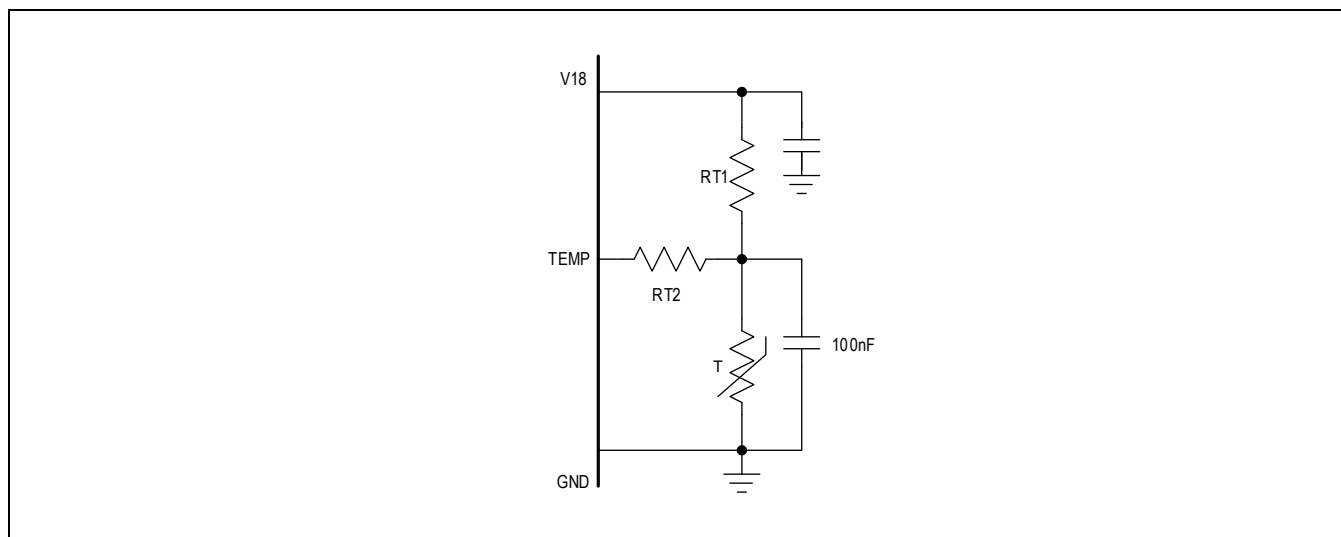 V18
RT1
TEMP
RT2
T
100nF
GND